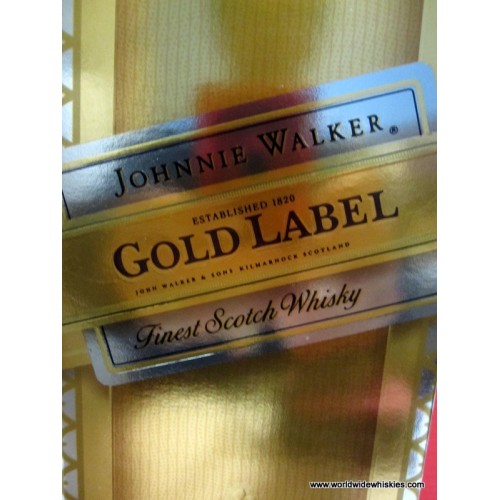 JOHNNIE WALKER®
ESTABLISHED 1820
GOLD LABEL
JOHN WALKER & SONS KILMARNOCK SCOTLAND
Finest Scotch Whisky
www.worldwidewhiskies.com